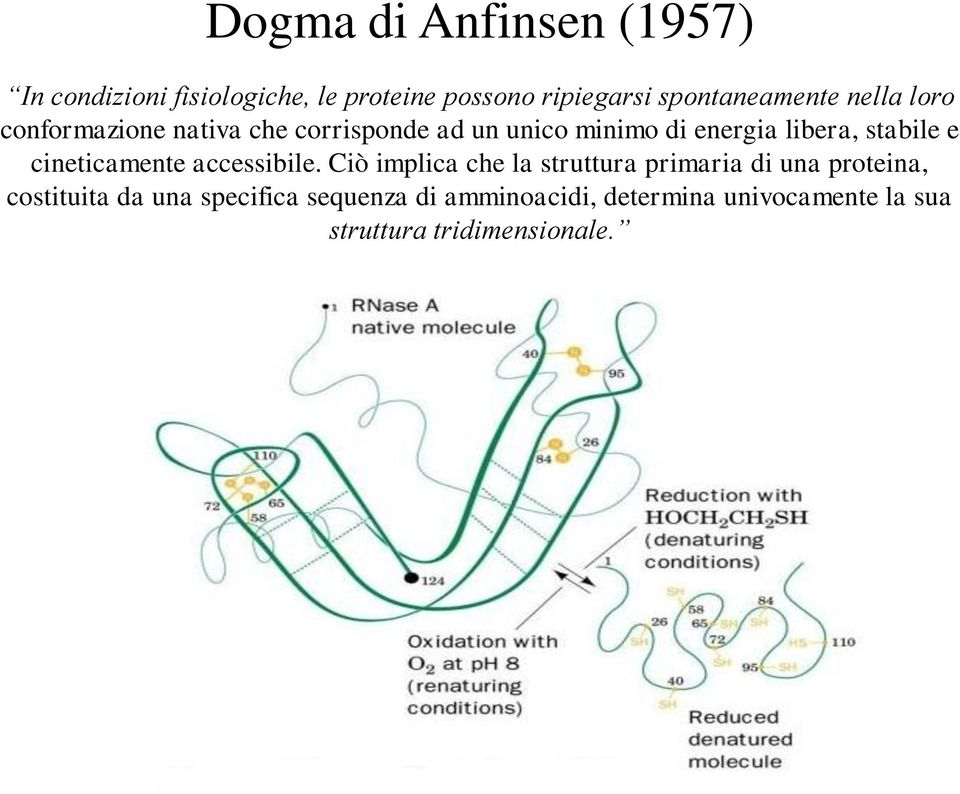 Dogma di Anfinsen (1957)
“In condizioni fisiologiche, le proteine possono ripiegarsi spontaneamente nella loro
conformazione nativa che corrisponde ad un unico minimo di energia libera, stabile e
cineticamente accessibile. Ciò implica che la struttura primaria di una proteina,
costituita da una specifica sequenza di amminoacidi, determina univocamente la sua
struttura tridimensionale.”
1 RNase A
native molecule
40
95
26
84
110
72
65
58
124
Reduction with
HOCH₂CH₂SH
(denaturing
conditions)
1
Oxidation with
O₂ at pH 8
(renaturing
conditions)
SH
58
84
26
65 SH
SH
SH
72
HS
110
SH
95
SH
40
SH
Reduced
denatured
molecule